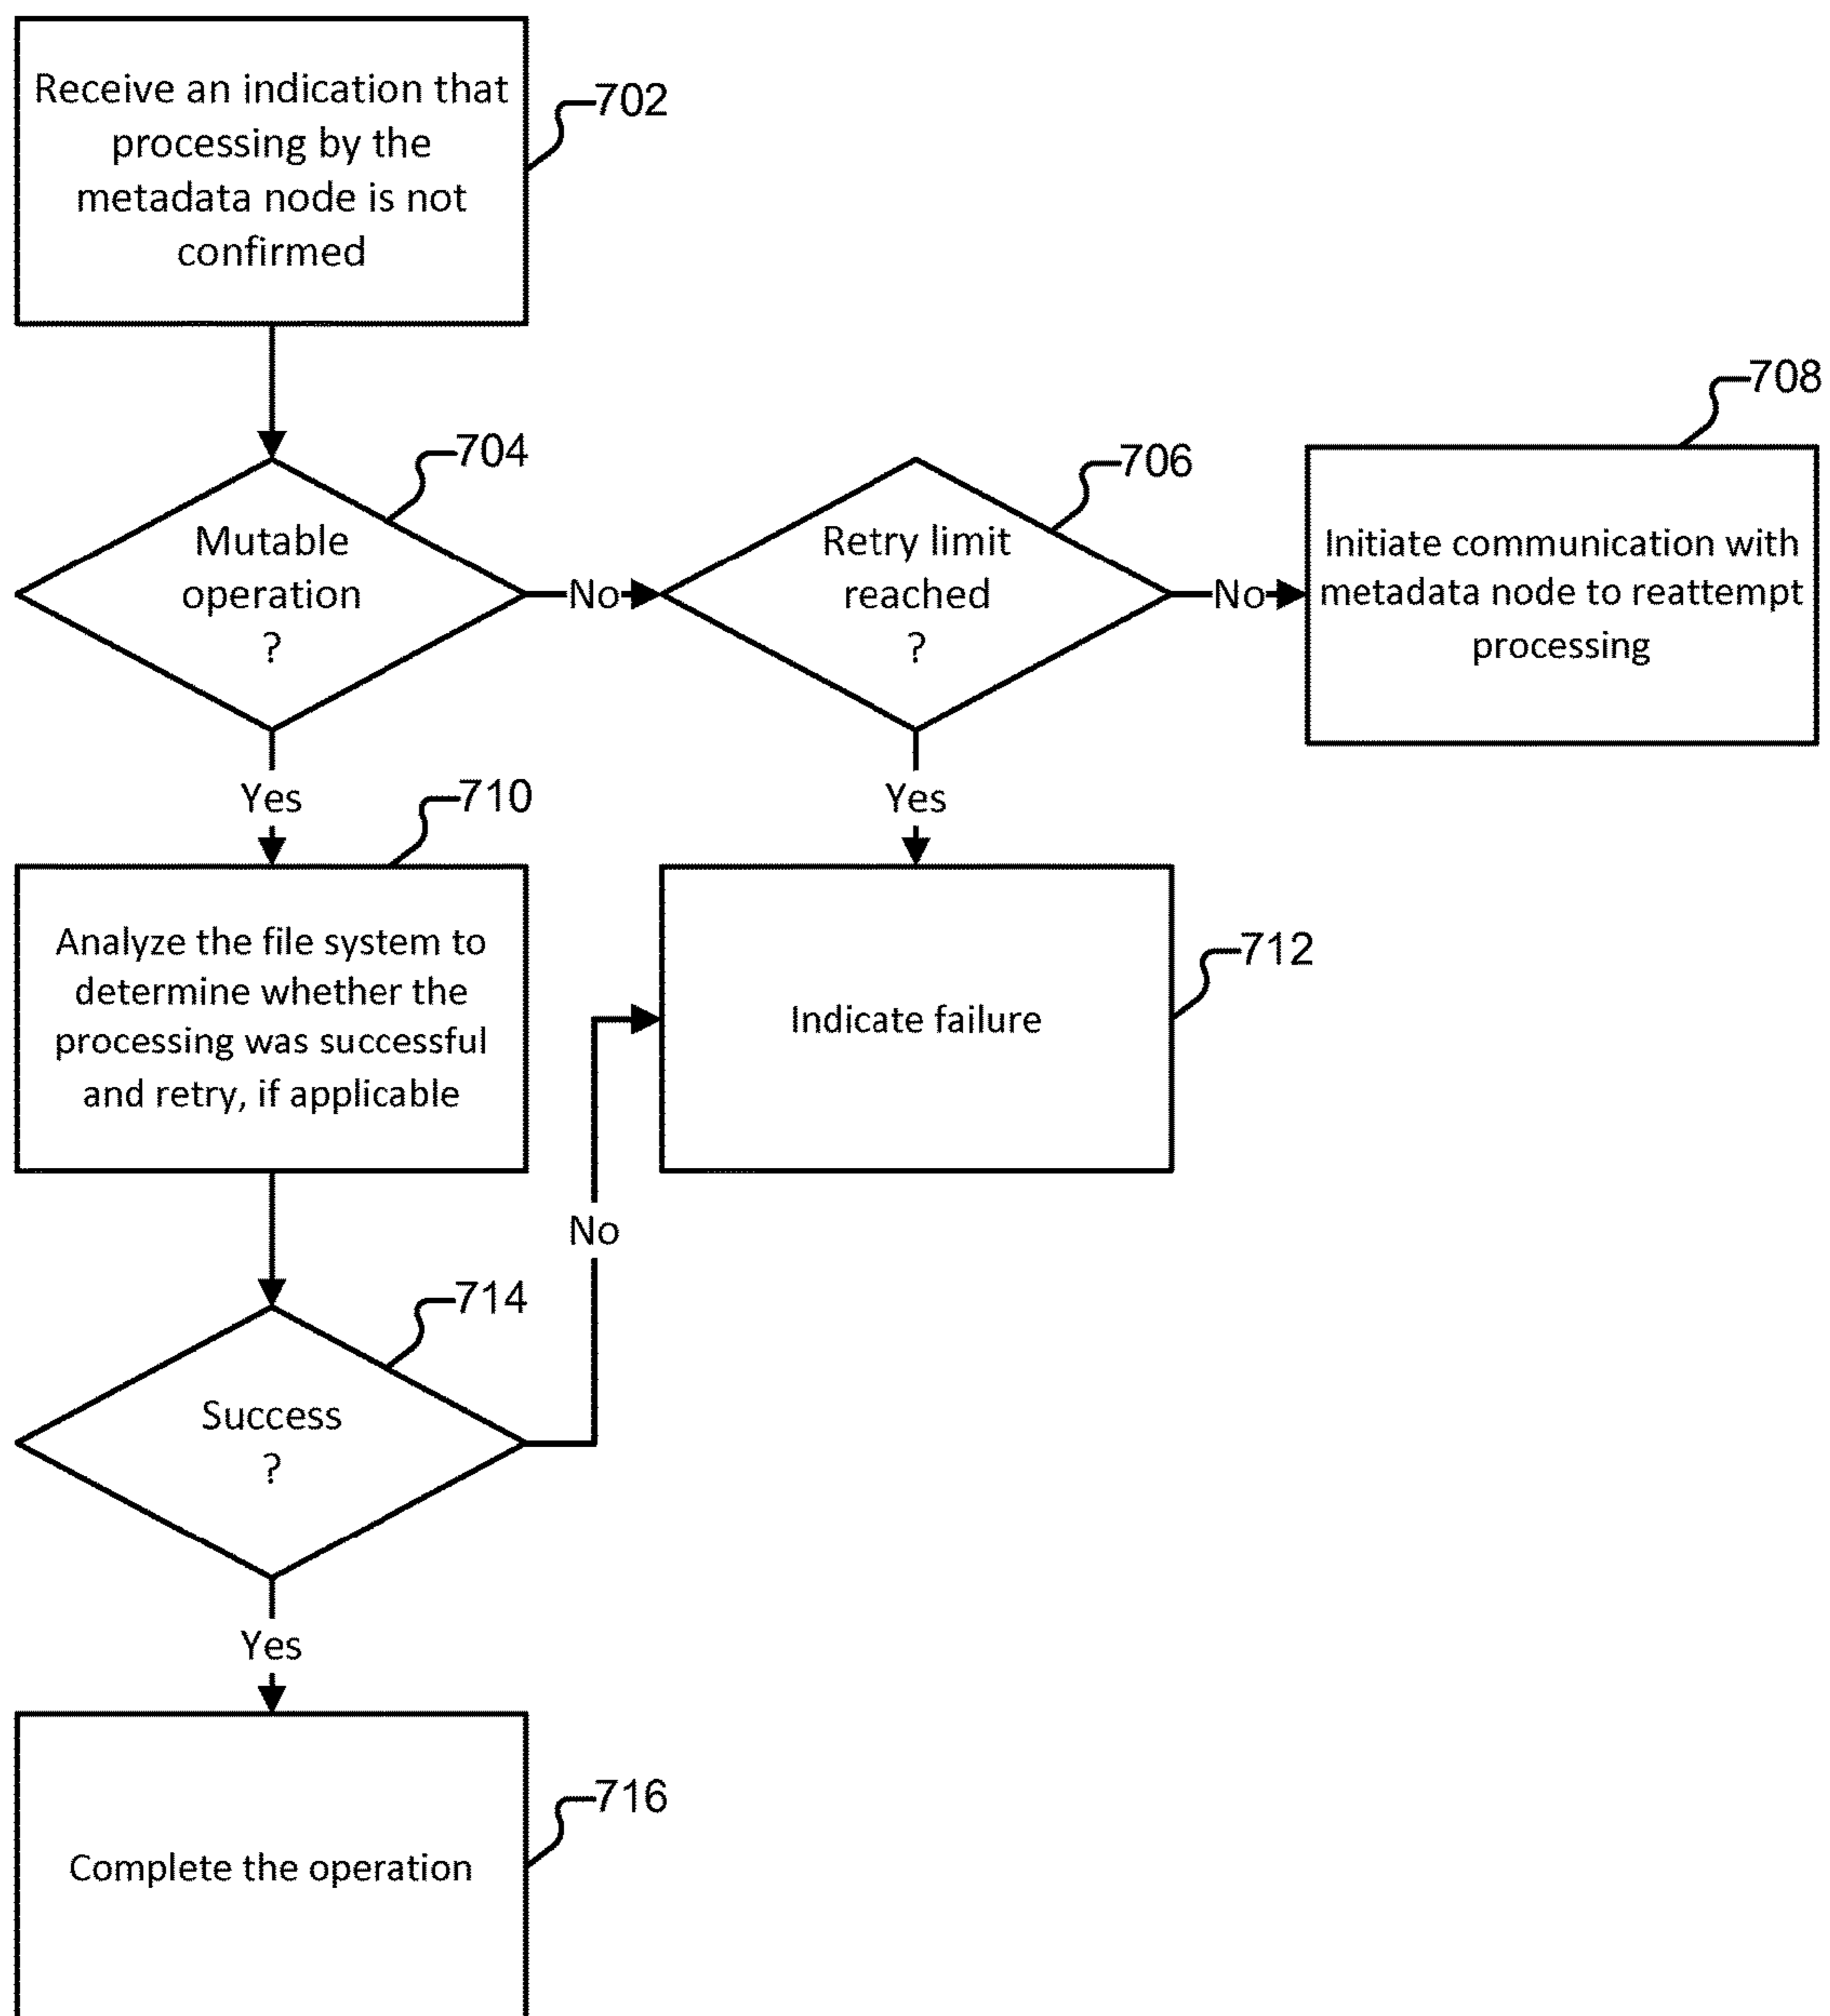 Receive an indication that
processing by the
metadata node is not
confirmed
702
704
Mutable
operation
?
No
706
Retry limit
reached
?
No
708
Initiate communication with
metadata node to reattempt
processing
Yes
Yes
710
Analyze the file system to
determine whether the
processing was successful
and retry, if applicable
712
Indicate failure
No
714
Success
?
Yes
716
Complete the operation